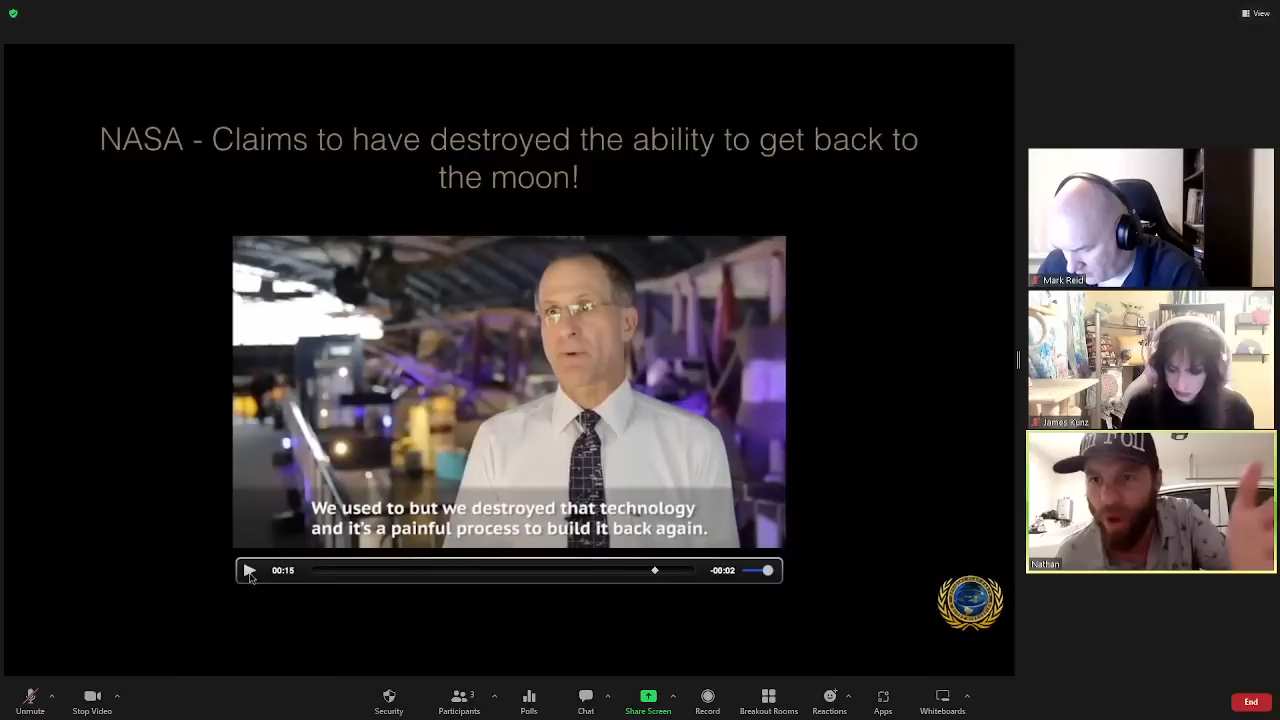 View
NASA - Claims to have destroyed the ability to get back to
the moon!
We used to but we destroyed that technology
and it's a painful process to build it back again.
00:15
-00:02
Mark Reid
James Kunz
Nathan
Unmute
Stop Video
Security
Participants
3
Polls
Chat
Share Screen
Record
Breakout Rooms
Reactions
Apps
Whiteboards
End